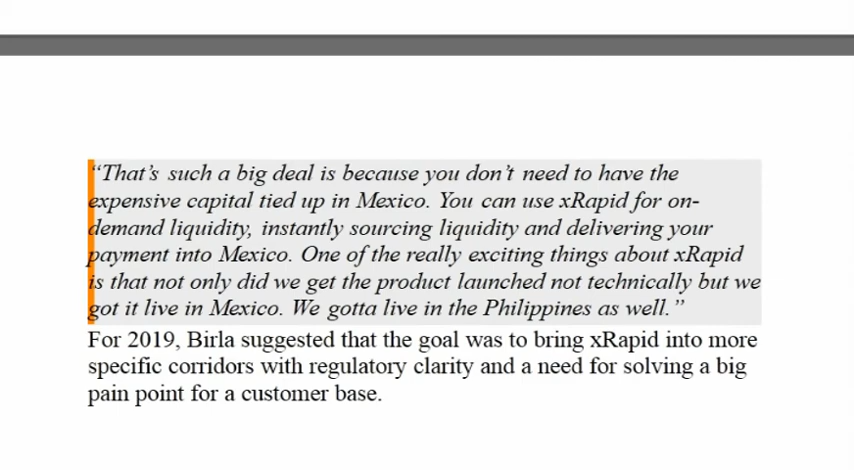 “That’s such a big deal is because you don’t need to have the
expensive capital tied up in Mexico. You can use xRapid for on-
demand liquidity, instantly sourcing liquidity and delivering your
payment into Mexico. One of the really exciting things about xRapid
is that not only did we get the product launched not technically but we
got it live in Mexico. We gotta live in the Philippines as well.”
For 2019, Birla suggested that the goal was to bring xRapid into more
specific corridors with regulatory clarity and a need for solving a big
pain point for a customer base.